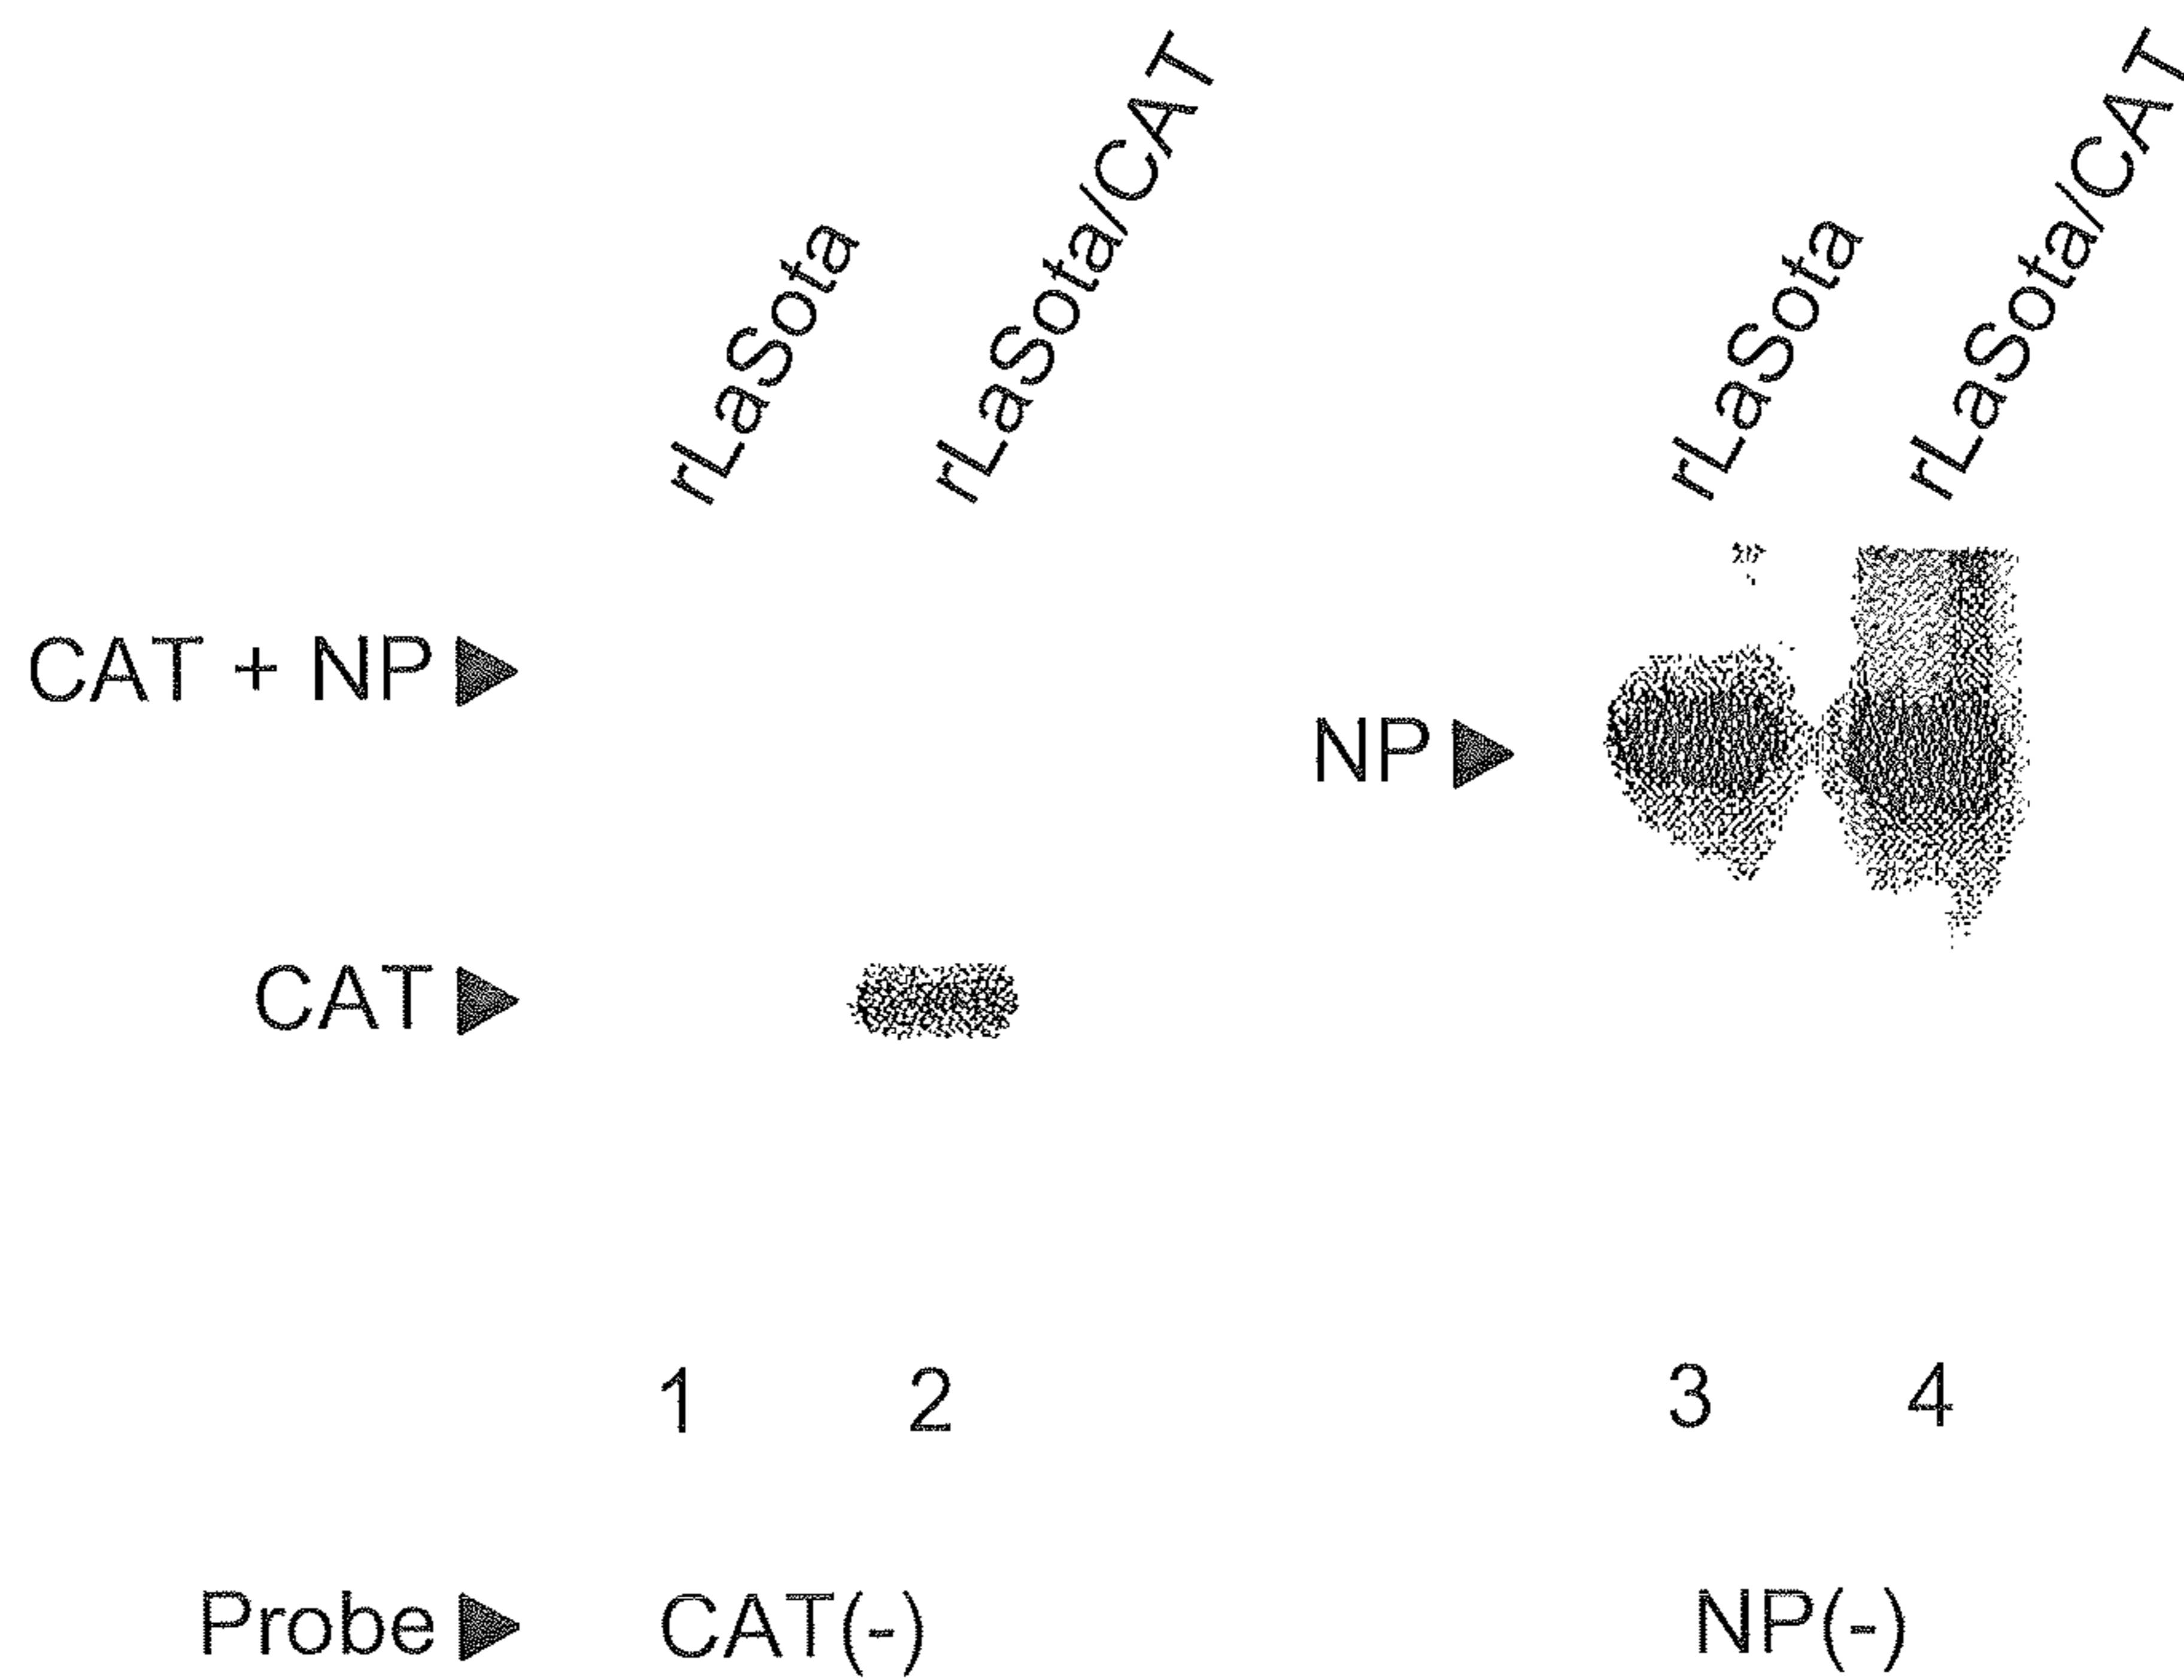 rLaSota
rLaSota/CAT
rLaSota
rLaSota/CAT
CAT + NP
NP
CAT
1 2 3 4
Probe CAT(-) NP(-)